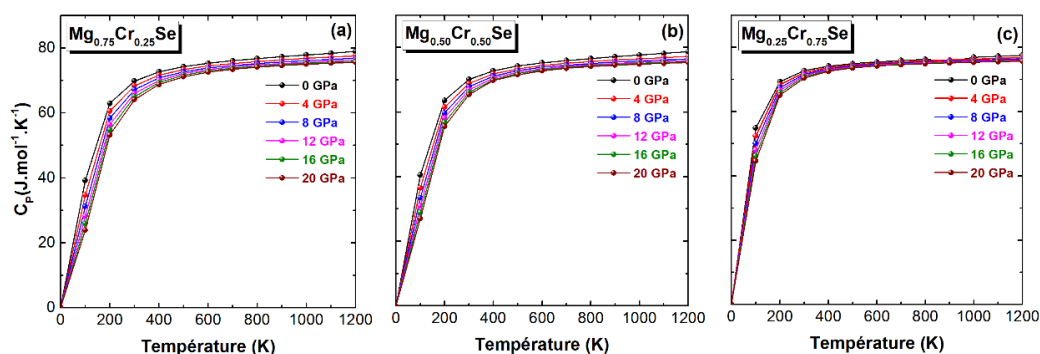 Mg0.75Cr0.25Se (a)
0 GPa
4 GPa
8 GPa
12 GPa
16 GPa
20 GPa
CP(J.mol-1.K-1)
80
60
40
20
0
0 200 400 600 800 1000 1200
Température (K)
Mg0.50Cr0.50Se (b)
0 GPa
4 GPa
8 GPa
12 GPa
16 GPa
20 GPa
0 200 400 600 800 1000 1200
Température (K)
Mg0.25Cr0.75Se c)
0 GPa
4 GPa
8 GPa
12 GPa
16 GPa
20 GPa
0 200 400 600 800 1000 1200
Température (K)